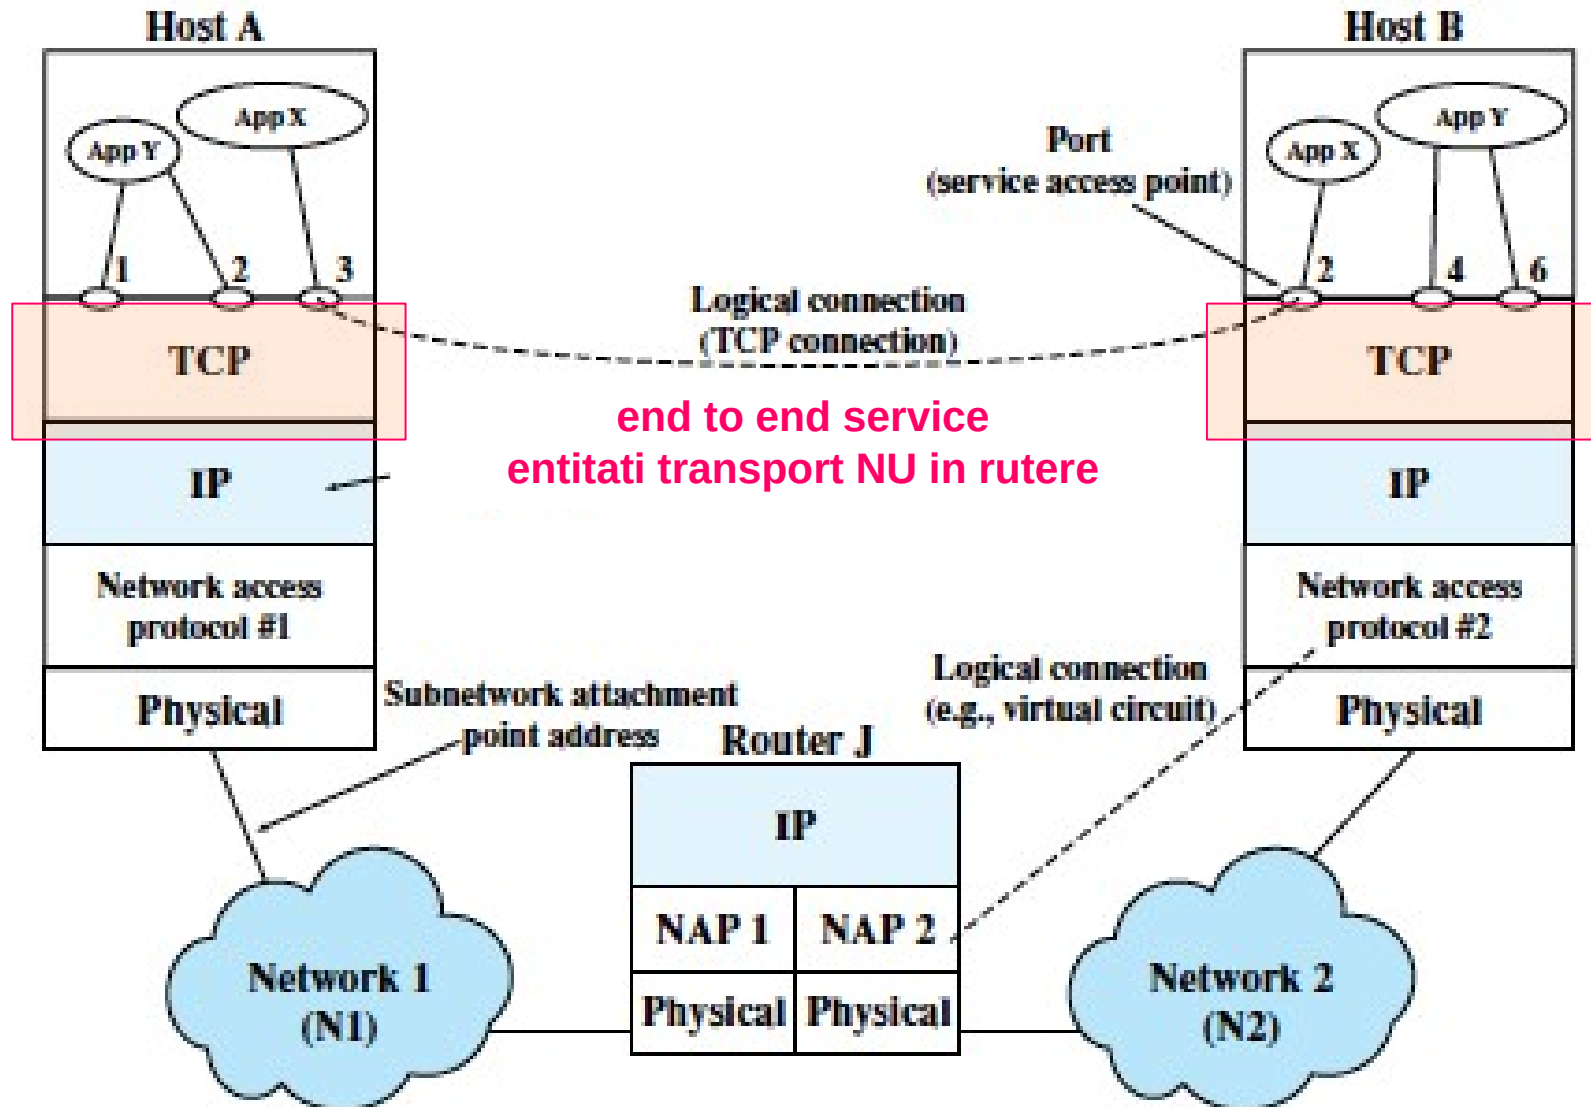 Host A
App X
App Y
1
2
3
TCP
IP
Network access
protocol #1
Physical
Host B
App Y
App X
Port
(service access point)
2
4
6
Logical connection
(TCP connection)
TCP
end to end service
entitati transport NU in rutere
IP
Network access
protocol #2
Physical
Logical connection
(e.g., virtual circuit)
Subnetwork attachment
point address
Router J
IP
NAP 1
NAP 2
Physical
Physical
Network 1
(N1)
Network 2
(N2)